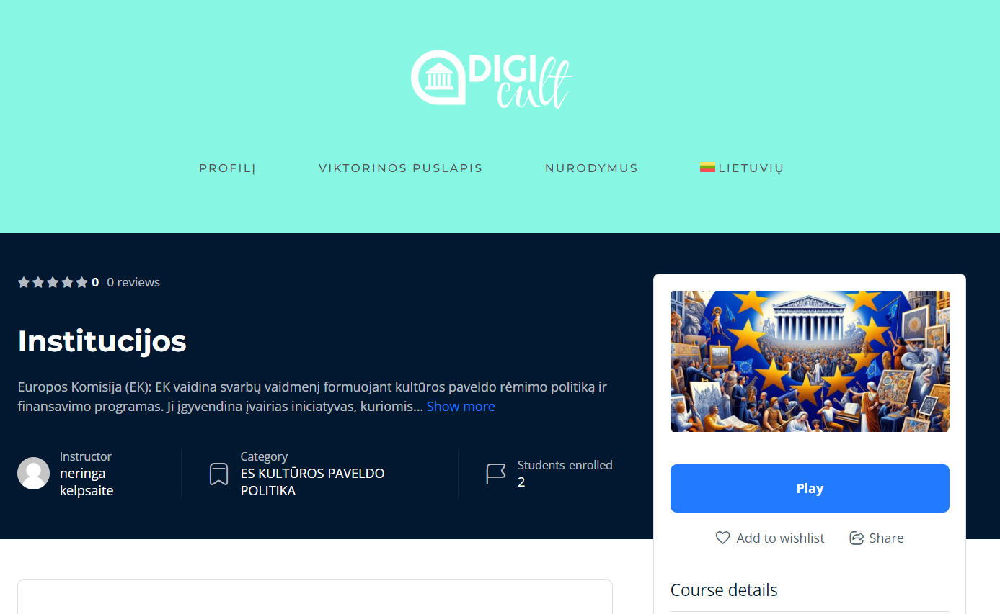 DIGI
cult
PROFILĮ
VIKTORINOS PUSLAPIS
NURODYMUS
LIETUVIŲ
0 0 reviews
Institucijos
Europos Komisija (EK): EK vaidina svarbų vaidmenį formuojant kultūros paveldo rėmimo politiką ir
finansavimo programas. Ji įgyvendina įvairias iniciatyvas, kuriomis... Show more
Instructor
neringa
kelpsaite
Category
ES KULTŪROS PAVELDO
POLITIKA
Students enrolled
2
Play
Add to wishlist
Share
Course details